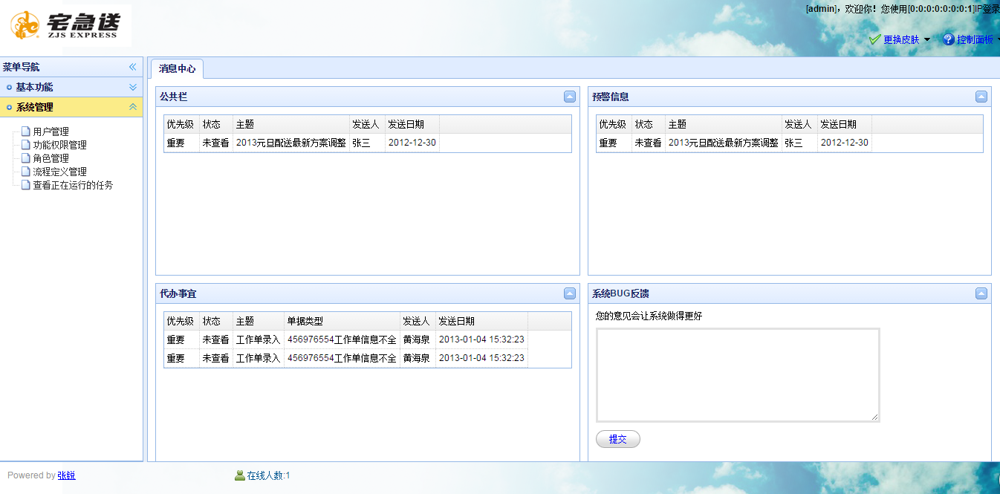 宅急送
ZJS EXPRESS
[admin]，欢迎你！您使用[0:0:0:0:0:0:0:1]IP登录
更换皮肤 控制面板
菜单导航
基本功能
系统管理
用户管理
功能权限管理
角色管理
流程定义管理
查看正在运行的任务
消息中心
公共栏
优先级 状态 主题 发送人 发送日期
重要 未查看 2013元旦配送最新方案调整 张三 2012-12-30
预警信息
优先级 状态 主题 发送人 发送日期
重要 未查看 2013元旦配送最新方案调整 张三 2012-12-30
代办事宜
优先级 状态 主题 单据类型 发送人 发送日期
重要 未查看 工作单录入 456976554工作单信息不全 黄海泉 2013-01-04 15:32:23
重要 未查看 工作单录入 456976554工作单信息不全 黄海泉 2013-01-04 15:32:23
系统BUG反馈
您的意见会让系统做得更好
提交
Powered by 张锐
在线人数:1